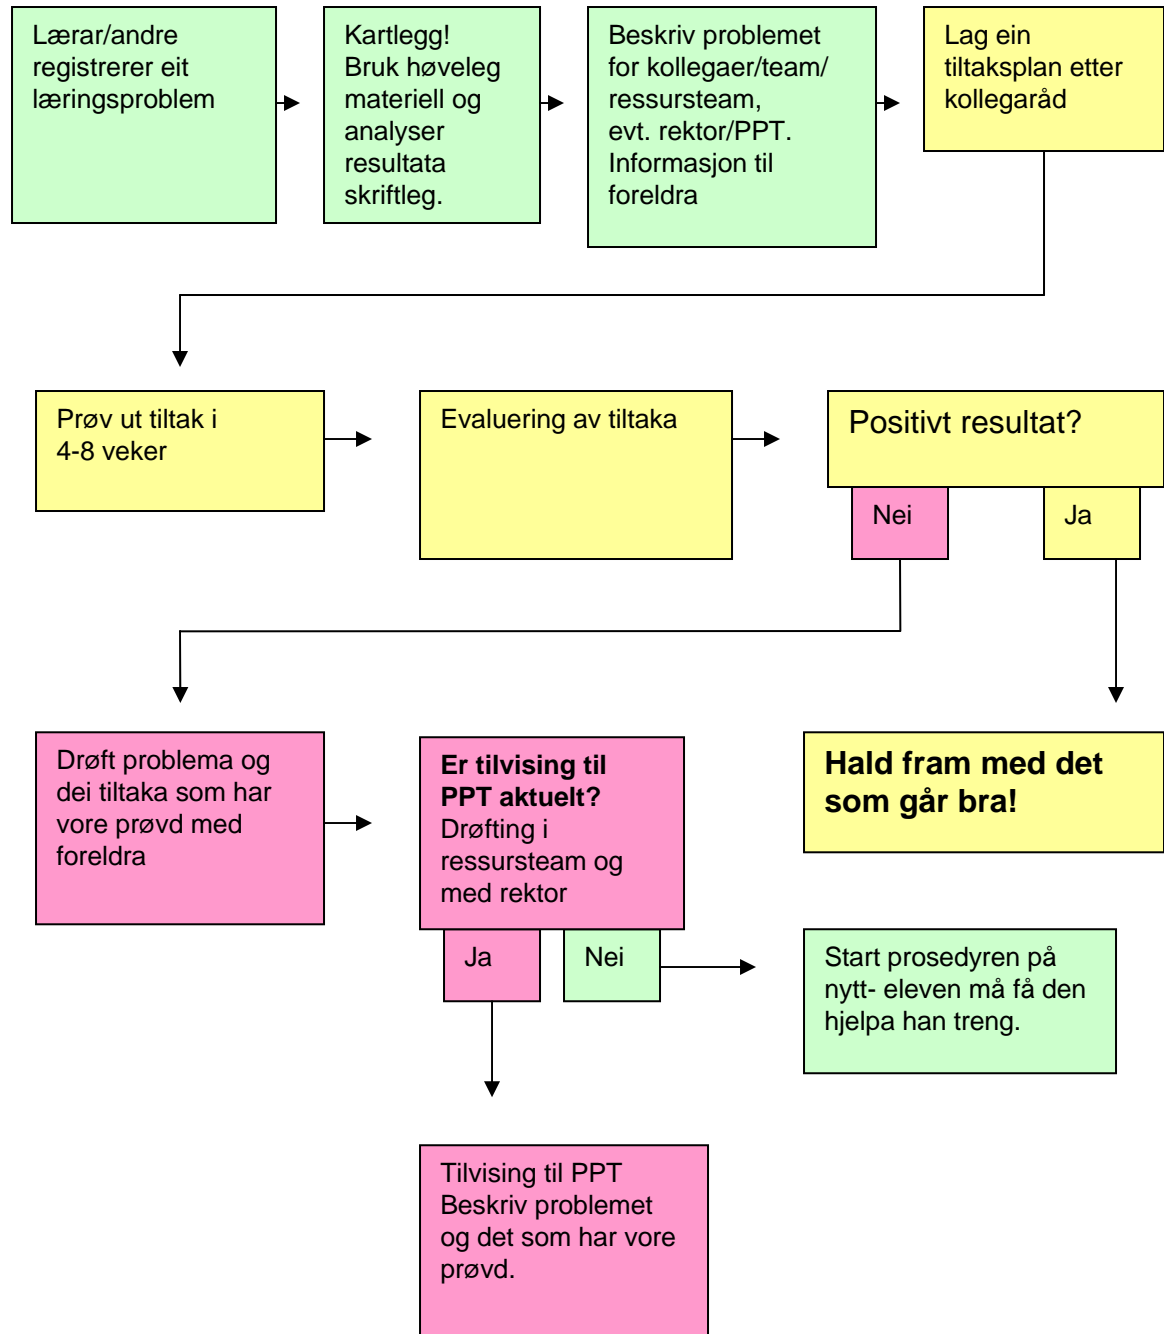 Lærar/andre
registrerer eit
læringsproblem
Kartlegg!
Bruk høveleg
materiell og
analyser
resultata
skriftleg.
Beskriv problemet
for kollegaer/team/
ressursteam,
evt. rektor/PPT.
Informasjon til
foreldra
Lag ein
tiltaksplan etter
kollegaråd
Prøv ut tiltak i
4-8 veker
Evaluering av tiltaka
Positivt resultat?
Nei
Ja
Drøft problema og
dei tiltaka som har
vore prøvd med
foreldra
Er tilvising til
PPT aktuelt?
Drøfting i
ressursteam og
med rektor
Hald fram med det
som går bra!
Ja
Nei
Start prosedyren på
nytt- eleven må få den
hjelpa han treng.
Tilvising til PPT
Beskriv problemet
og det som har vore
prøvd.